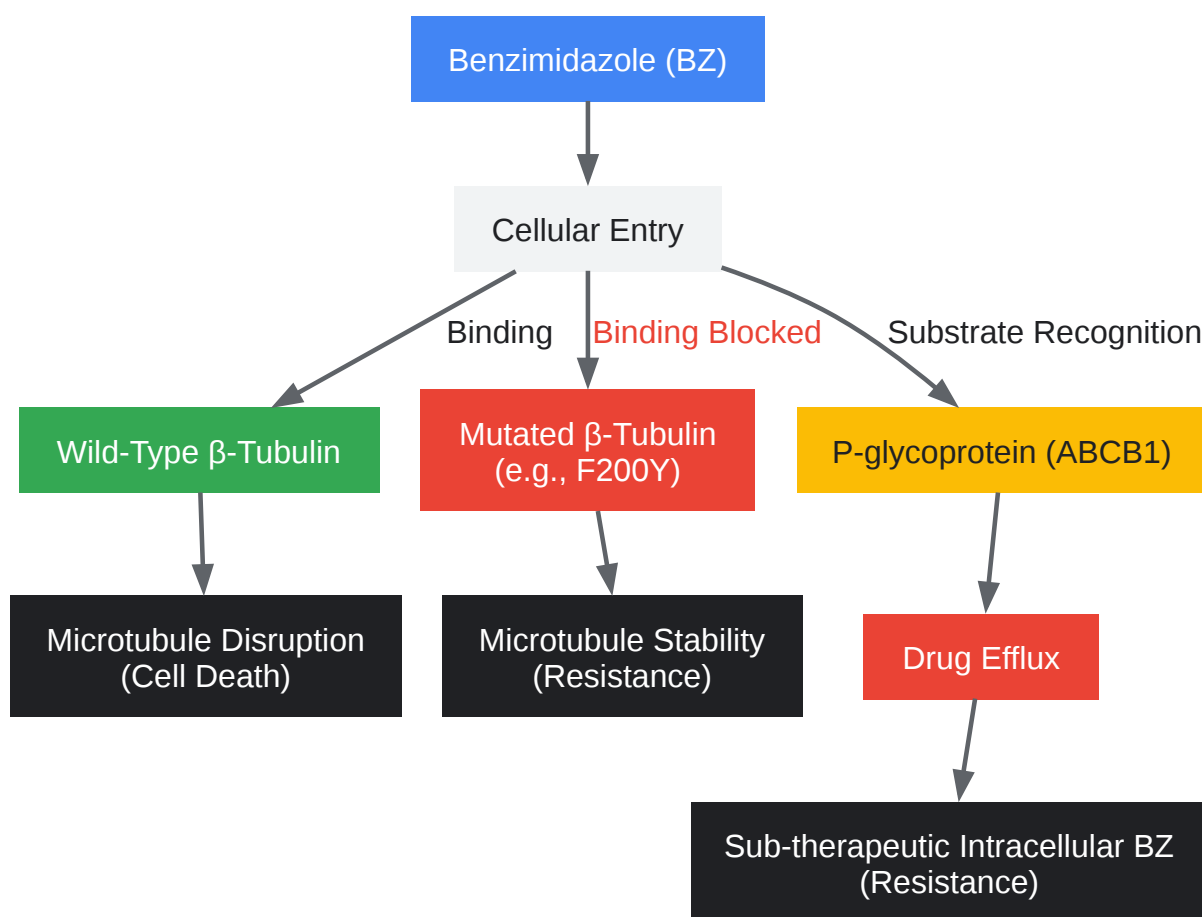 Benzimidazole (BZ)
Cellular Entry
Binding
Binding Blocked
Substrate Recognition
Wild-Type β-Tubulin
Mutated β-Tubulin
(e.g., F200Y)
P-glycoprotein (ABCB1)
Microtubule Disruption
(Cell Death)
Microtubule Stability
(Resistance)
Drug Efflux
Sub-therapeutic Intracellular BZ
(Resistance)